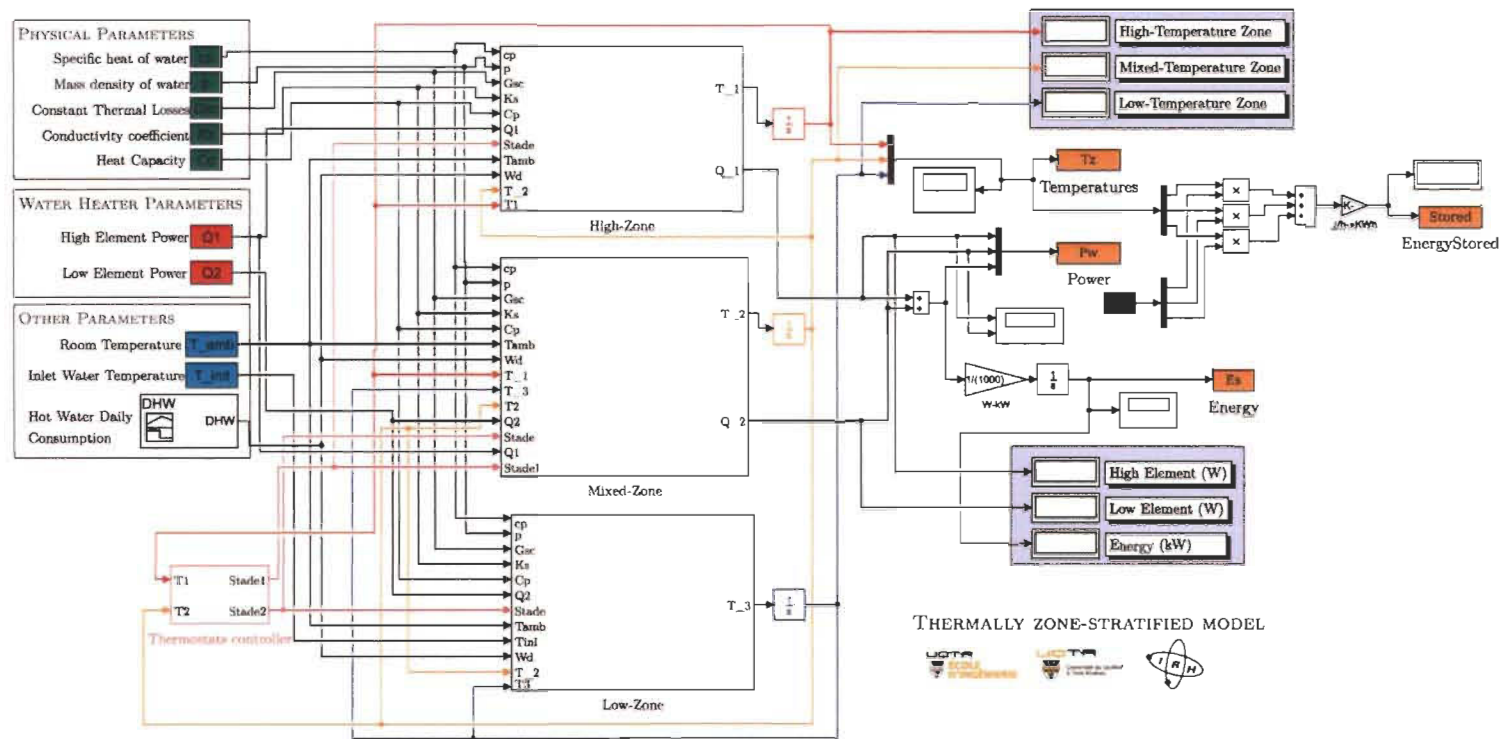 PHYSICAL PARAMETERS
Specific heat of water
Mass density of water
Constant Thermal Losses
Conductivity coefficient
Heat Capacity
WATER HEATER PARAMETERS
High Element Power
Q1
Low Element Power
Q2
OTHER PARAMETERS
Room Temperature
T_amb
Inlet Water Temperature
Hot Water Daily
Consumption
DHW
DHW
T1
T2
Stade1
Stade2
Thermostats controller
cp
p
Gsc
Ks
Cp
Q1
Stade
Tamb
Wd
T_2
T1
T_1
Q_1
High-Zone
cp
p
Gsc
Ks
Cp
Tamb
Wd
T_1
T_3
T2
Q2
Stade
Q1
Stade1
T_2
Q_2
Mixed-Zone
cp
p
Gsc
Ks
Cp
Q2
Stade
Tamb
Tinl
Wd
T_2
T3
T_3
Low-Zone
High-Temperature Zone
Mixed-Temperature Zone
Low-Temperature Zone
Tz
Temperatures
Pw
Power
×
×
×
K-
Stored
EnergyStored
1/(1000)
W-kW
1
s
Es
Energy
High Element (W)
Low Element (W)
Energy (kW)
THERMALLY ZONE-STRATIFIED MODEL
UQTR
UQTR
I R H